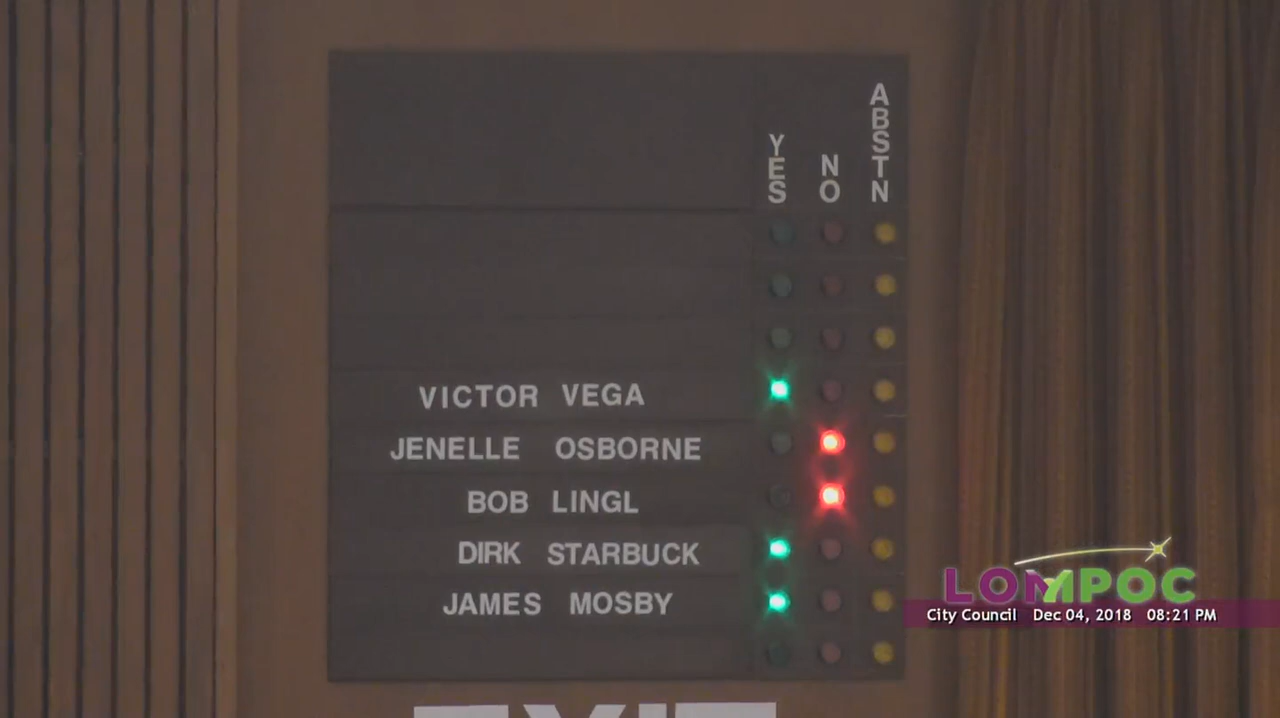 YES NO ABSTN
VICTOR VEGA
JENELLE OSBORNE
BOB LINGL
DIRK STARBUCK
JAMES MOSBY
LOMPOC
City Council Dec 04, 2018 08:21 PM
EXIT